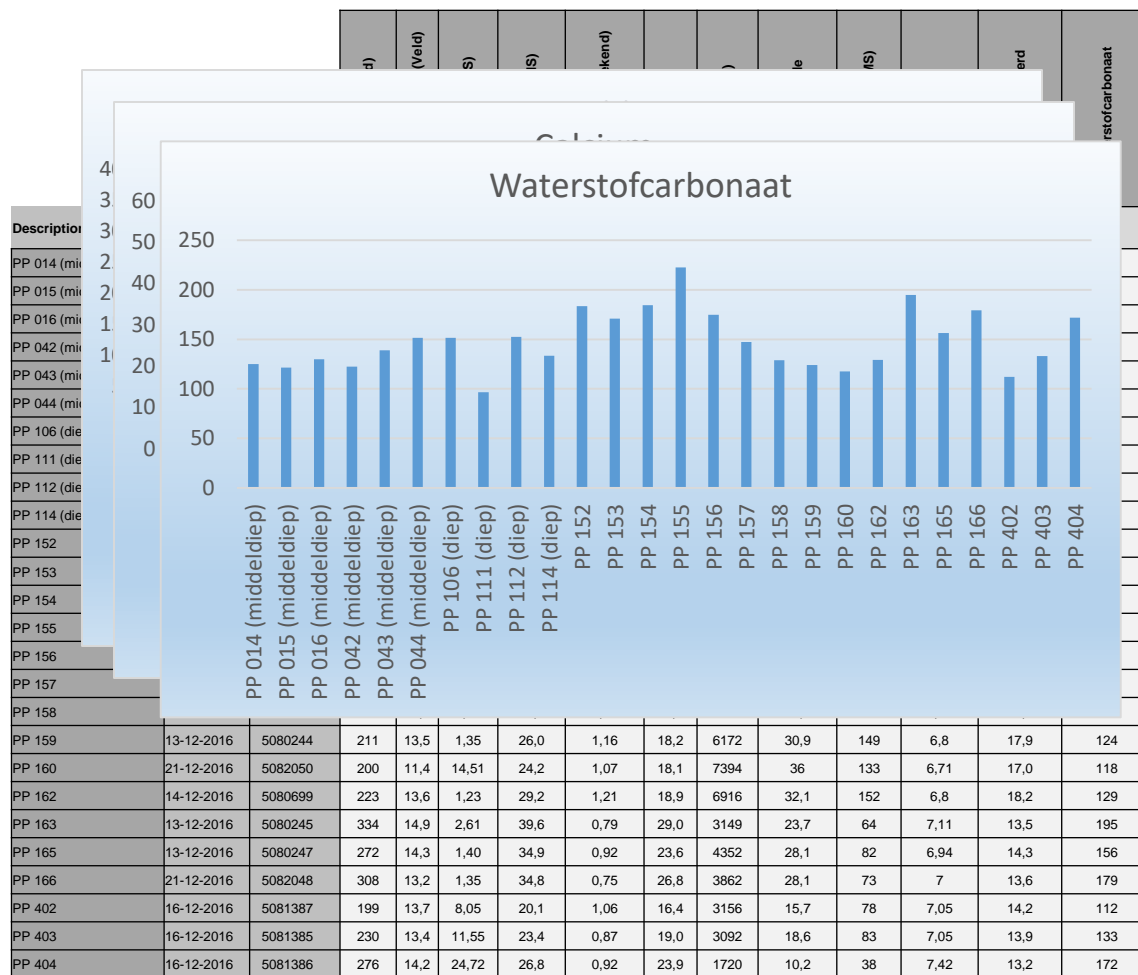 (Veld)
Waterstofcarbonaat
60
50
40
30
20
10
0
250
200
150
100
50
0
PP 014 (middeldiep)
PP 015 (middeldiep)
PP 016 (middeldiep)
PP 042 (middeldiep)
PP 043 (middeldiep)
PP 044 (middeldiep)
PP 106 (diep)
PP 111 (diep)
PP 112 (diep)
PP 114 (diep)
PP 152
PP 153
PP 154
PP 155
PP 156
PP 157
PP 158
PP 159
PP 160
PP 162
PP 163
PP 165
PP 166
PP 402
PP 403
PP 404
PP 014
PP 015
PP 016
PP 042
PP 043
PP 044
PP 106
PP 111
PP 112
PP 114
PP 152
PP 153
PP 154
PP 155
PP 156
PP 157
PP 158
PP 159 13-12-2016 5080244 211 13,5 1,35 26,0 1,16 18,2 6172 30,9 149 6,8 17,9 124
PP 160 21-12-2016 5082050 200 11,4 14,51 24,2 1,07 18,1 7394 36 133 6,71 17,0 118
PP 162 14-12-2016 5080699 223 13,6 1,23 29,2 1,21 18,9 6916 32,1 152 6,8 18,2 129
PP 163 13-12-2016 5080245 334 14,9 2,61 39,6 0,79 29,0 3149 23,7 64 7,11 13,5 195
PP 165 13-12-2016 5080247 272 14,3 1,40 34,9 0,92 23,6 4352 28,1 82 6,94 14,3 156
PP 166 21-12-2016 5082048 308 13,2 1,35 34,8 0,75 26,8 3862 28,1 73 7 13,6 179
PP 402 16-12-2016 5081387 199 13,7 8,05 20,1 1,06 16,4 3156 15,7 78 7,05 14,2 112
PP 403 16-12-2016 5081385 230 13,4 11,55 23,4 0,87 19,0 3092 18,6 83 7,05 13,9 133
PP 404 16-12-2016 5081386 276 14,2 24,72 26,8 0,92 23,9 1720 10,2 38 7,42 13,2 172